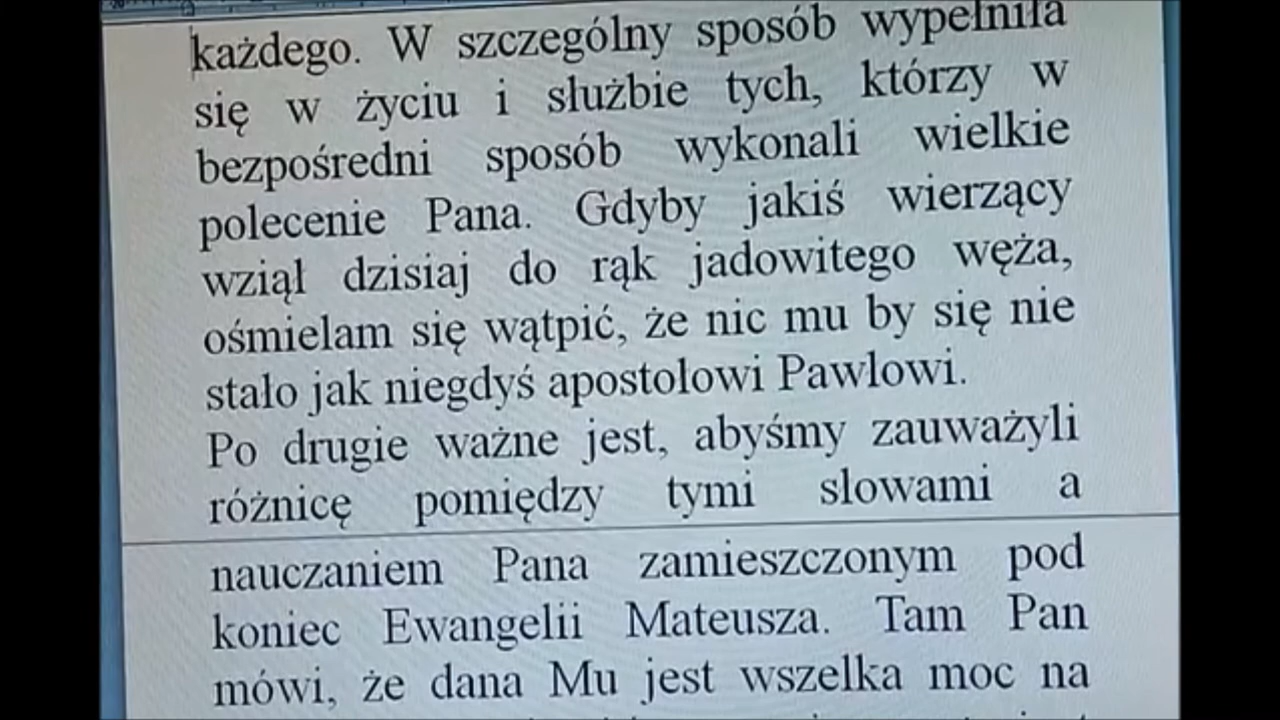 każdego. W szczególny sposób wypełniła
się w życiu i służbie tych, którzy w
bezpośredni sposób wykonali wielkie
polecenie Pana. Gdyby jakiś wierzący
wziął dzisiaj do rąk jadowitego węża,
ośmielam się wątpić, że nic mu by się nie
stało jak niegdyś apostołowi Pawłowi.
Po drugie ważne jest, abyśmy zauważyli
różnicę pomiędzy tymi słowami a
nauczaniem Pana zamieszczonym pod
koniec Ewangelii Mateusza. Tam Pan
mówi, że dana Mu jest wszelka moc na